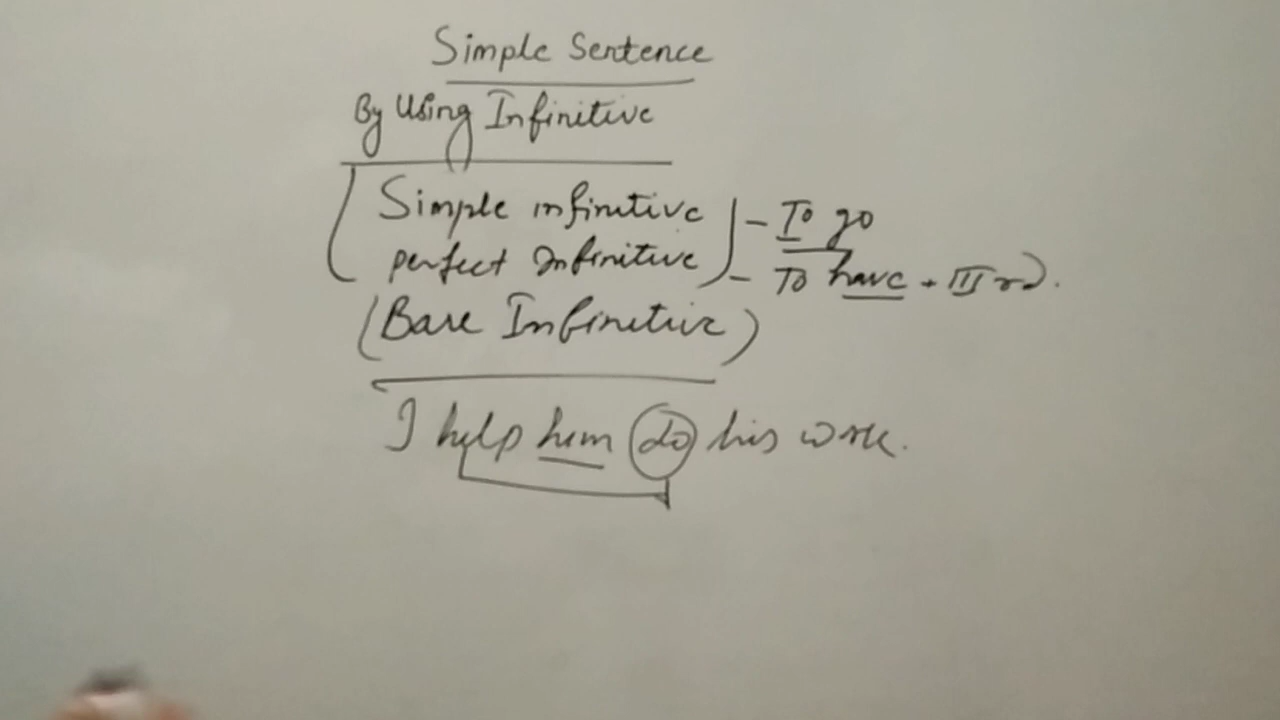 Simple Sentence
By Using Infinitive
Simple infinitive - To go
perfect Infinitive - To have + III rd.
(Bare Infinitive)
I help him do his work.